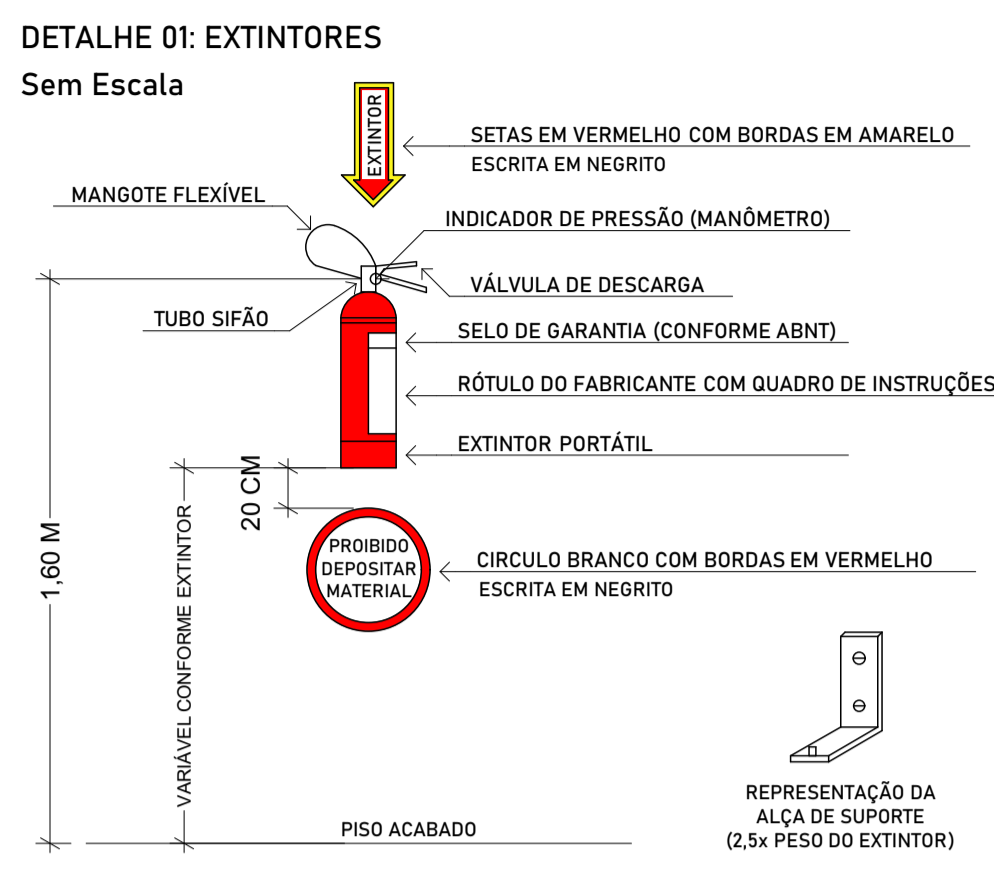 DETALHE 01: EXTINTORES
Sem Escala
EXTINTOR
SETAS EM VERMELHO COM BORDAS EM AMARELO
ESCRITA EM NEGRITO
MANGOTE FLEXÍVEL
INDICADOR DE PRESSÃO (MANÔMETRO)
VÁLVULA DE DESCARGA
TUBO SIFÃO
SELO DE GARANTIA (CONFORME ABNT)
RÓTULO DO FABRICANTE COM QUADRO DE INSTRUÇÕES
EXTINTOR PORTÁTIL
20 CM
1,60 M
VARIÁVEL CONFORME EXTINTOR
PROIBIDO
DEPOSITAR
MATERIAL
CIRCULO BRANCO COM BORDAS EM VERMELHO
ESCRITA EM NEGRITO
REPRESENTAÇÃO DA
ALÇA DE SUPORTE
(2,5x PESO DO EXTINTOR)
PISO ACABADO